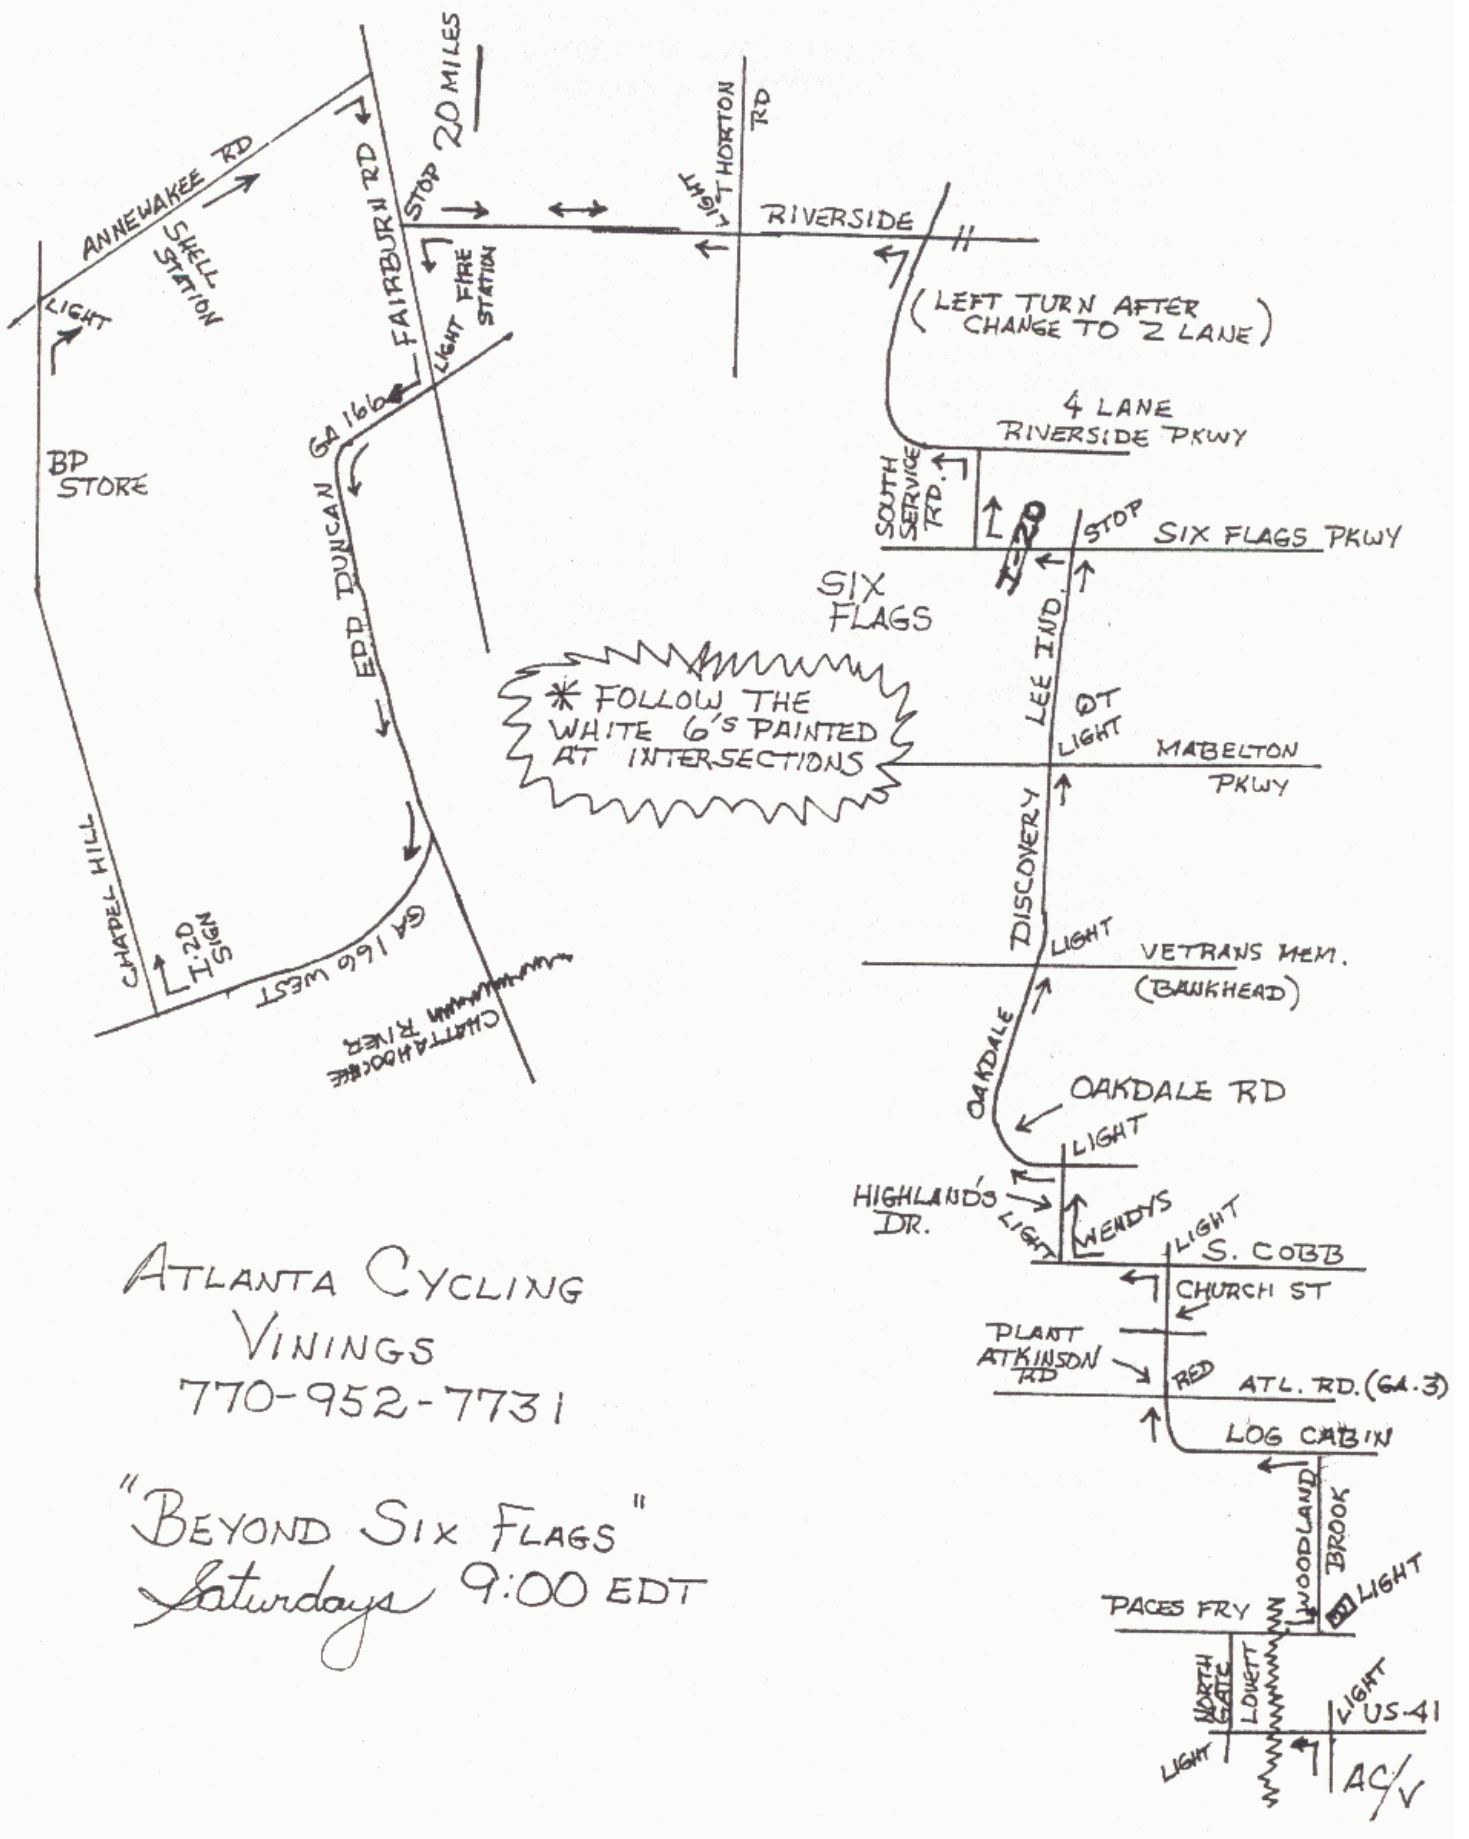 20 MILES
ANNEWAKEE RD
SHELL
STATION
LIGHT
BP
STORE
FAIRBURN RD
STOP
FIRE
STATION
LIGHT
GA 166
EDD DUNCAN
THORTON
RD
LIGHT
RIVERSIDE
(LEFT TURN AFTER
CHANGE TO 2 LANE)
4 LANE
RIVERSIDE PKWY
SOUTH
SERVICE
RD.
I-20
STOP
SIX FLAGS PKWY
SIX
FLAGS
LEE IND.
* FOLLOW THE
WHITE 6'S PAINTED
AT INTERSECTIONS
QT
LIGHT
MABELTON
PKWY
DISCOVERY
CHAPEL HILL
I-20
SIGN
GA 166 WEST
CHATTAHOOCHEE
RIVER
LIGHT
VETRANS MEM.
(BANKHEAD)
OAKDALE
OAKDALE RD
LIGHT
HIGHLAND'S
DR.
LIGHT
WENDYS
LIGHT
S. COBB
CHURCH ST
PLANT
ATKINSON
RD
RED
ATL. RD. (GA. 3)
LOG CABIN
WOODLAND
BROOK
LIGHT
PACES FRY
NORTH
GATE
LOVETT
LIGHT
US-41
LIGHT
AC/V
ATLANTA CYCLING
VININGS
770-952-7731
"BEYOND SIX FLAGS"
Saturdays 9:00 EDT